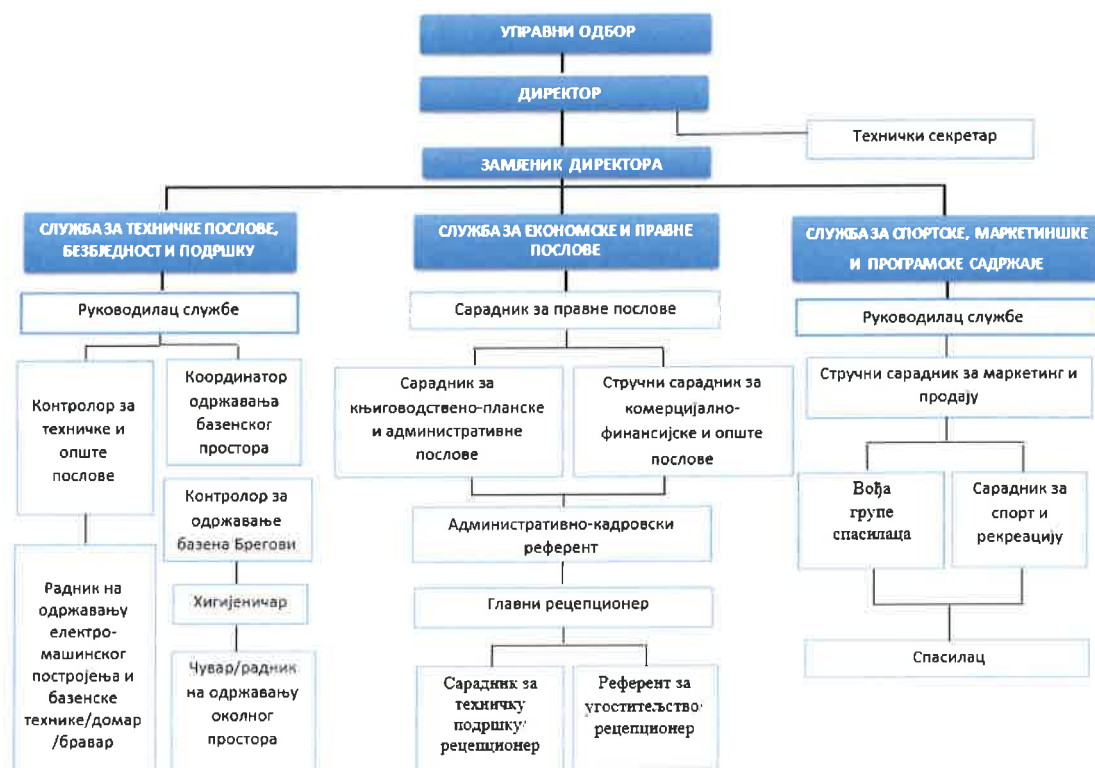 УПРАВНИ ОДБОР
ДИРЕКТОР
Технички секретар
ЗАМЈЕНИК ДИРЕКТОРА
СЛУЖБА ЗА ТЕХНИЧКЕ ПОСЛОВЕ,
БЕЗБЈЕДНОСТ И ПОДРШКУ
Руководилац службе
Контролор за
техничке и
опште
послове
Радник на
одржавању
електро-
машинског
постројења и
базенске
технике/домар
/бравар
Координатор
одржавања
базенског
простора
Контролор за
одржавање
базена Брегови
Хигијеничар
Чувар/радник
на одржавању
околног
простора
СЛУЖБА ЗА ЕКОНОМСКЕ И ПРАВНЕ
ПОСЛОВЕ
Сарадник за правне послове
Сарадник за
књиговодствено-планске
и административне
послове
Стручни сарадник за
комерцијално-
финансијске и опште
послове
Административно-кадровски
референт
Главни рецепционер
Сарадник за
техничку
подршку/
рецепционер
Референт за
угоститељство/
рецепционер
СЛУЖБА ЗА СПОРТСКЕ, МАРКЕТИНШКЕ
И ПРОГРАМСКЕ САДРЖАЈЕ
Руководилац службе
Стручни сарадник за маркетинг и
продају
Вођа
групе
спасилаца
Сарадник за
спорт и
рекреацију
Спасилац